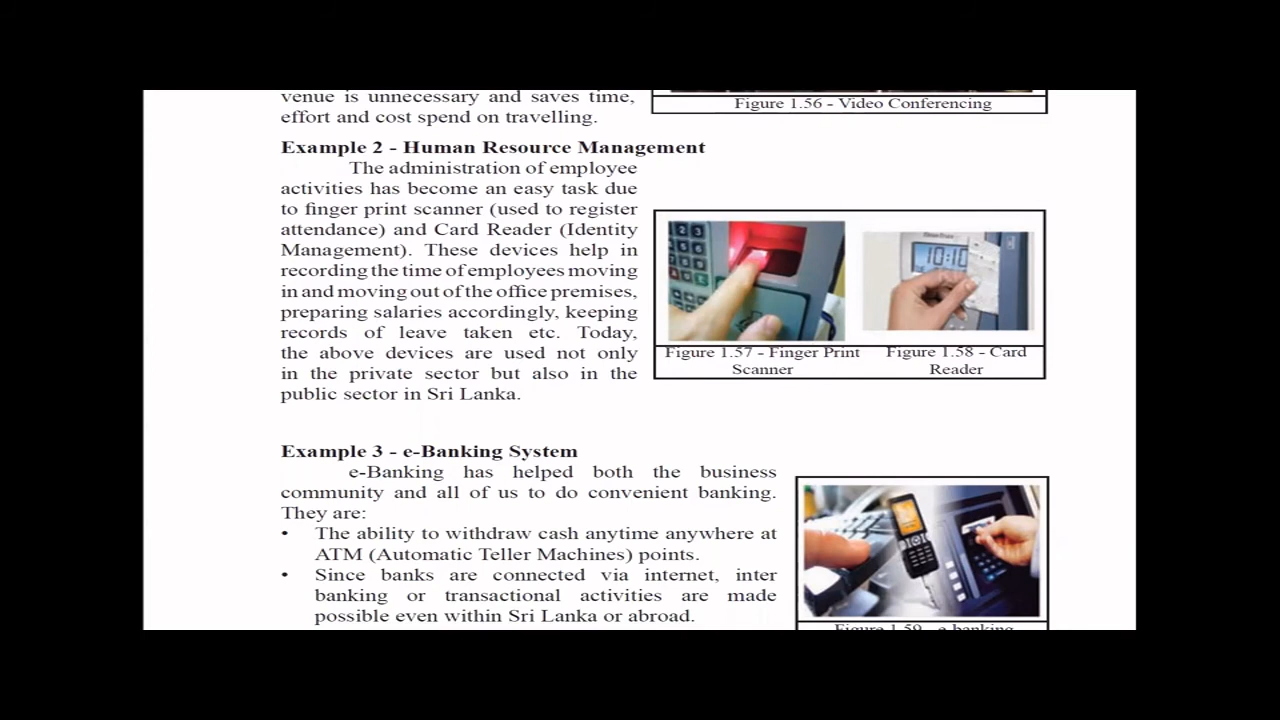 venue is unnecessary and saves time,
effort and cost spend on travelling.
Figure 1.56 - Video Conferencing
Example 2 - Human Resource Management
The administration of employee
activities has become an easy task due
to finger print scanner (used to register
attendance) and Card Reader (Identity
Management). These devices help in
recording the time of employees moving
in and moving out of the office premises,
preparing salaries accordingly, keeping
records of leave taken etc. Today,
the above devices are used not only
in the private sector but also in the
public sector in Sri Lanka.
10:10
Figure 1.57 - Finger Print
Scanner
Figure 1.58 - Card
Reader
Example 3 - e-Banking System
e-Banking has helped both the business
community and all of us to do convenient banking.
They are:
• The ability to withdraw cash anytime anywhere at
ATM (Automatic Teller Machines) points.
• Since banks are connected via internet, inter
banking or transactional activities are made
possible even within Sri Lanka or abroad.
Figure 1.59 - e-banking